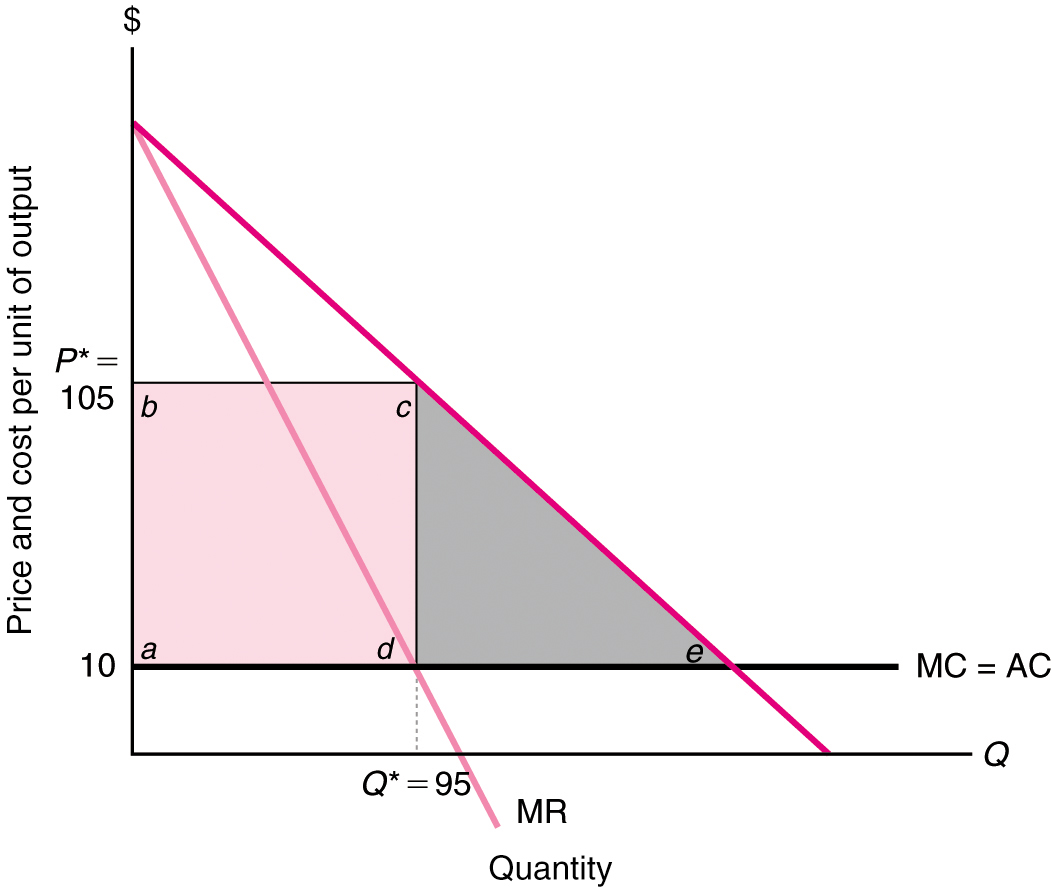 $
Price and cost per unit of output
P* =
105
b
c
10
a
d
e
MC = AC
Q
Q* = 95
MR
Quantity